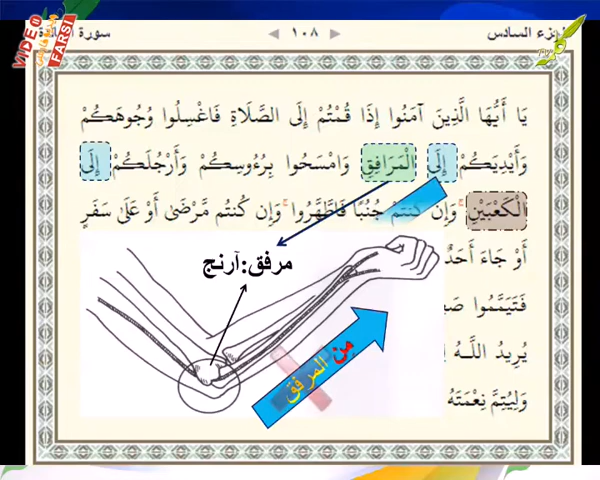 VIDEO
FARSI
الجزء السادس
١٠٨
سورة
نور
يَا أَيُّهَا الَّذِينَ آمَنُوا إِذَا قُمْتُمْ إِلَى الصَّلَاةِ فَاغْسِلُوا وُجُوهَكُمْ
وَأَيْدِيَكُمْ إِلَى الْمَرَافِقِ وَامْسَحُوا بِرُءُوسِكُمْ وَأَرْجُلَكُمْ إِلَى
الْكَعْبَيْنِ ۚ وَإِن كُنتُمْ جُنُبًا فَاطَّهَّرُوا ۚ وَإِن كُنتُم مَّرْضَىٰ أَوْ عَلَىٰ سَفَرٍ
أَوْ جَاءَ أَحَدٌ
فَتَيَمَّمُوا
يُرِيدُ اللَّهُ
وَلِيُتِمَّ نِعْمَتَهُ
مرفق:آرنج
من المرفق